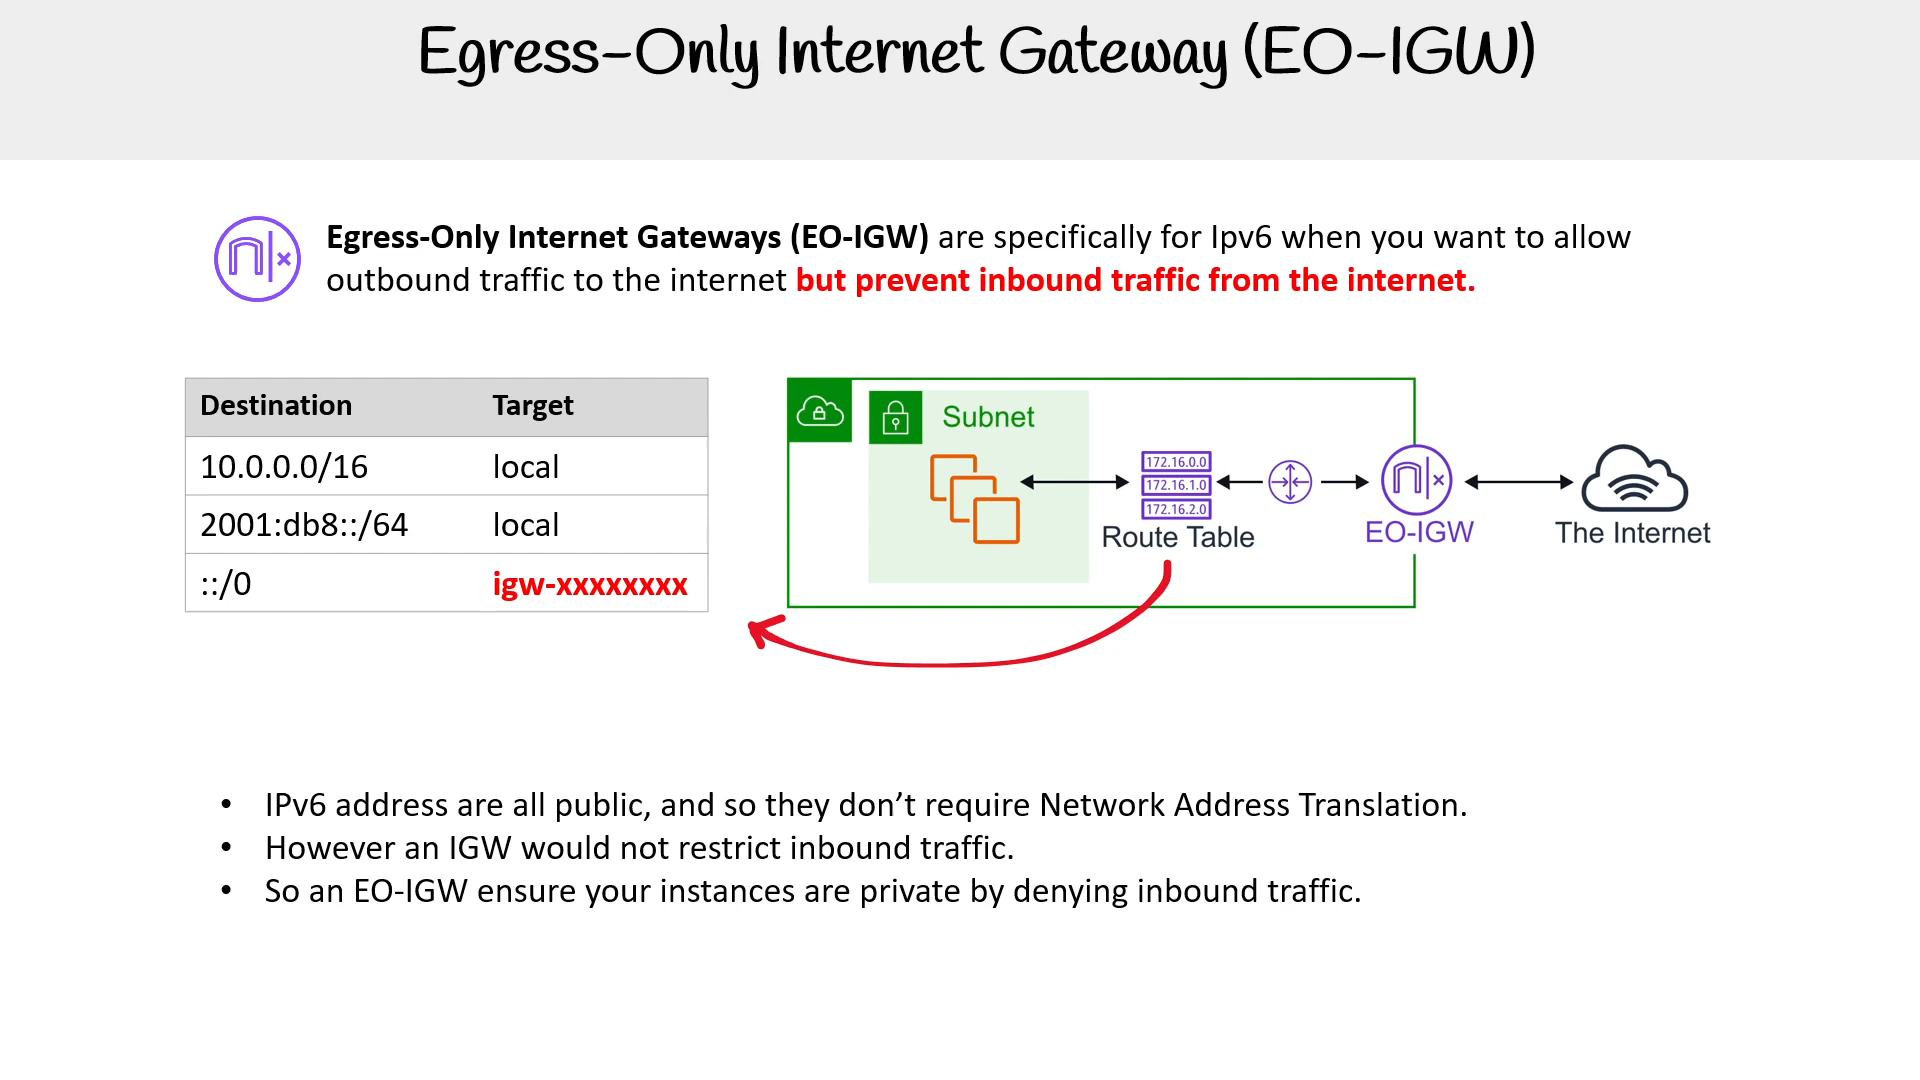 Egress-Only Internet Gateway (EO-IGW)
Egress-Only Internet Gateways (EO-IGW) are specifically for Ipv6 when you want to allow
outbound traffic to the internet but prevent inbound traffic from the internet.
Destination Target
10.0.0.0/16 local
2001:db8::/64 local
::/0 igw-xxxxxxxx
Subnet
172.16.0.0
172.16.1.0
172.16.2.0
Route Table
EO-IGW
The Internet
• IPv6 address are all public, and so they don’t require Network Address Translation.
• However an IGW would not restrict inbound traffic.
• So an EO-IGW ensure your instances are private by denying inbound traffic.